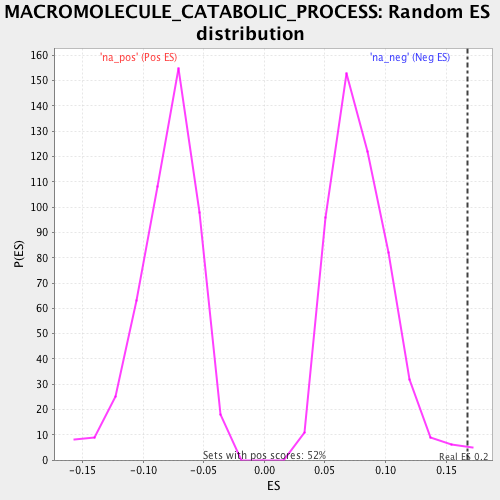 MACROMOLECULE_CATABOLIC_PROCESS: Random ES
distribution
'na_pos' (Pos ES)
'na_neg' (Neg ES)
160
150
140
130
120
110
100
90
80
70
60
50
40
30
20
10
0
P(ES)
Sets with pos scores: 52%
Real ES 0.2
-0.15 -0.10 -0.05 0.00 0.05 0.10 0.15
ES